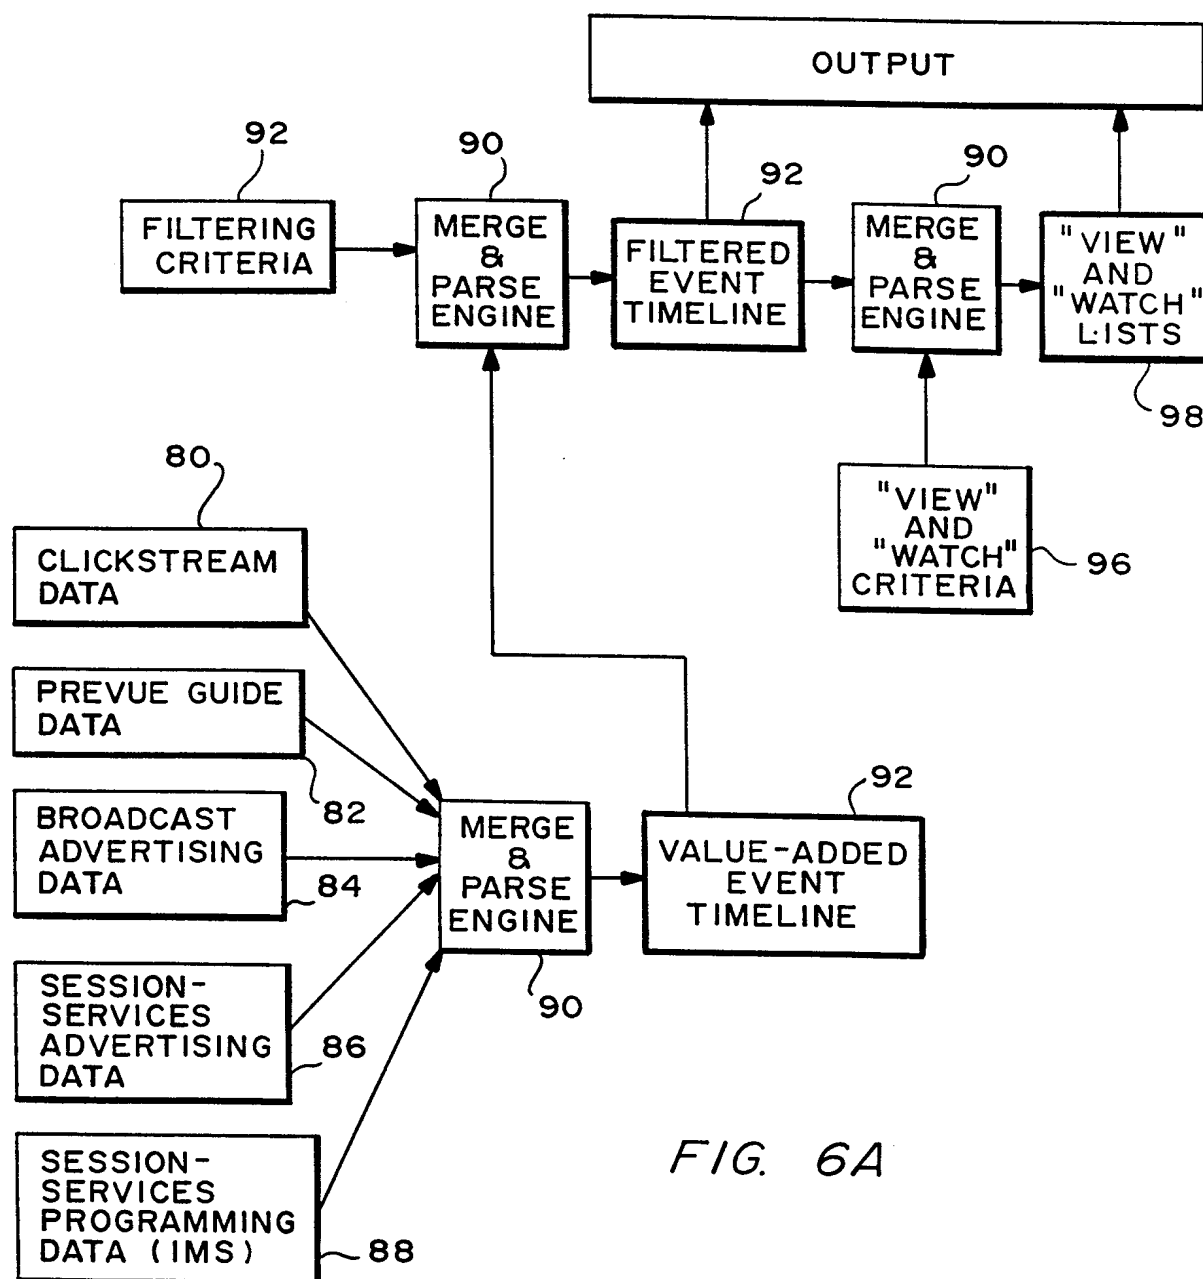 OUTPUT
92
FILTERING
CRITERIA
90
MERGE
&
PARSE
ENGINE
92
FILTERED
EVENT
TIMELINE
90
MERGE
&
PARSE
ENGINE
"VIEW"
AND
"WATCH"
LISTS
98
"VIEW"
AND
"WATCH"
CRITERIA
96
80
CLICKSTREAM
DATA
PREVUE GUIDE
DATA
82
BROADCAST
ADVERTISING
DATA
84
SESSION-
SERVICES
ADVERTISING
DATA
86
SESSION-
SERVICES
PROGRAMMING
DATA (IMS)
88
MERGE
&
PARSE
ENGINE
90
92
VALUE-ADDED
EVENT
TIMELINE
FIG. 6A